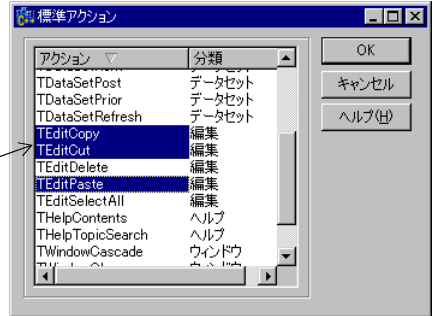 標準アクション
アクション 分類
TDataSetPost データセット
TDataSetPrior データセット
TDataSetRefresh データセット
TEditCopy 編集
TEditCut 編集
TEditDelete 編集
TEditPaste 編集
TEditSelectAll 編集
THelpContents ヘルプ
THelpTopicSearch ヘルプ
TWindowCascade ウィンドウ
OK
キャンセル
ヘルプ(H)